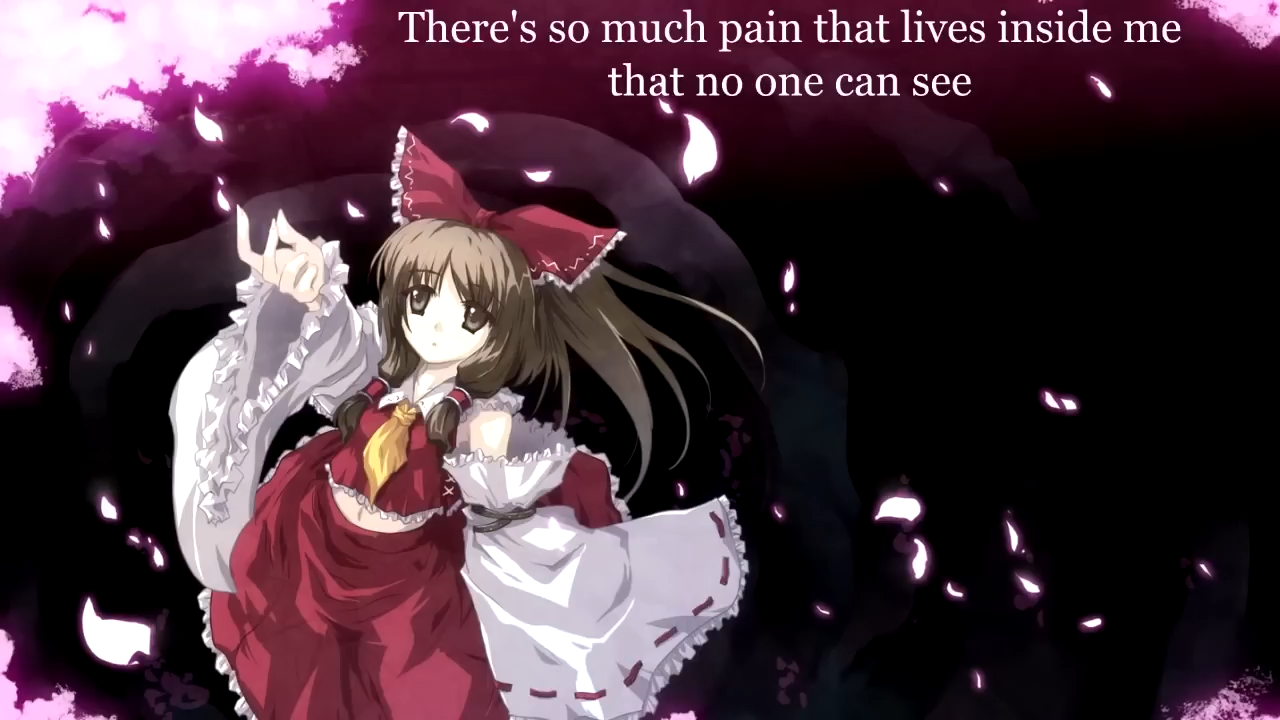 There's so much pain that lives inside me
that no one can see